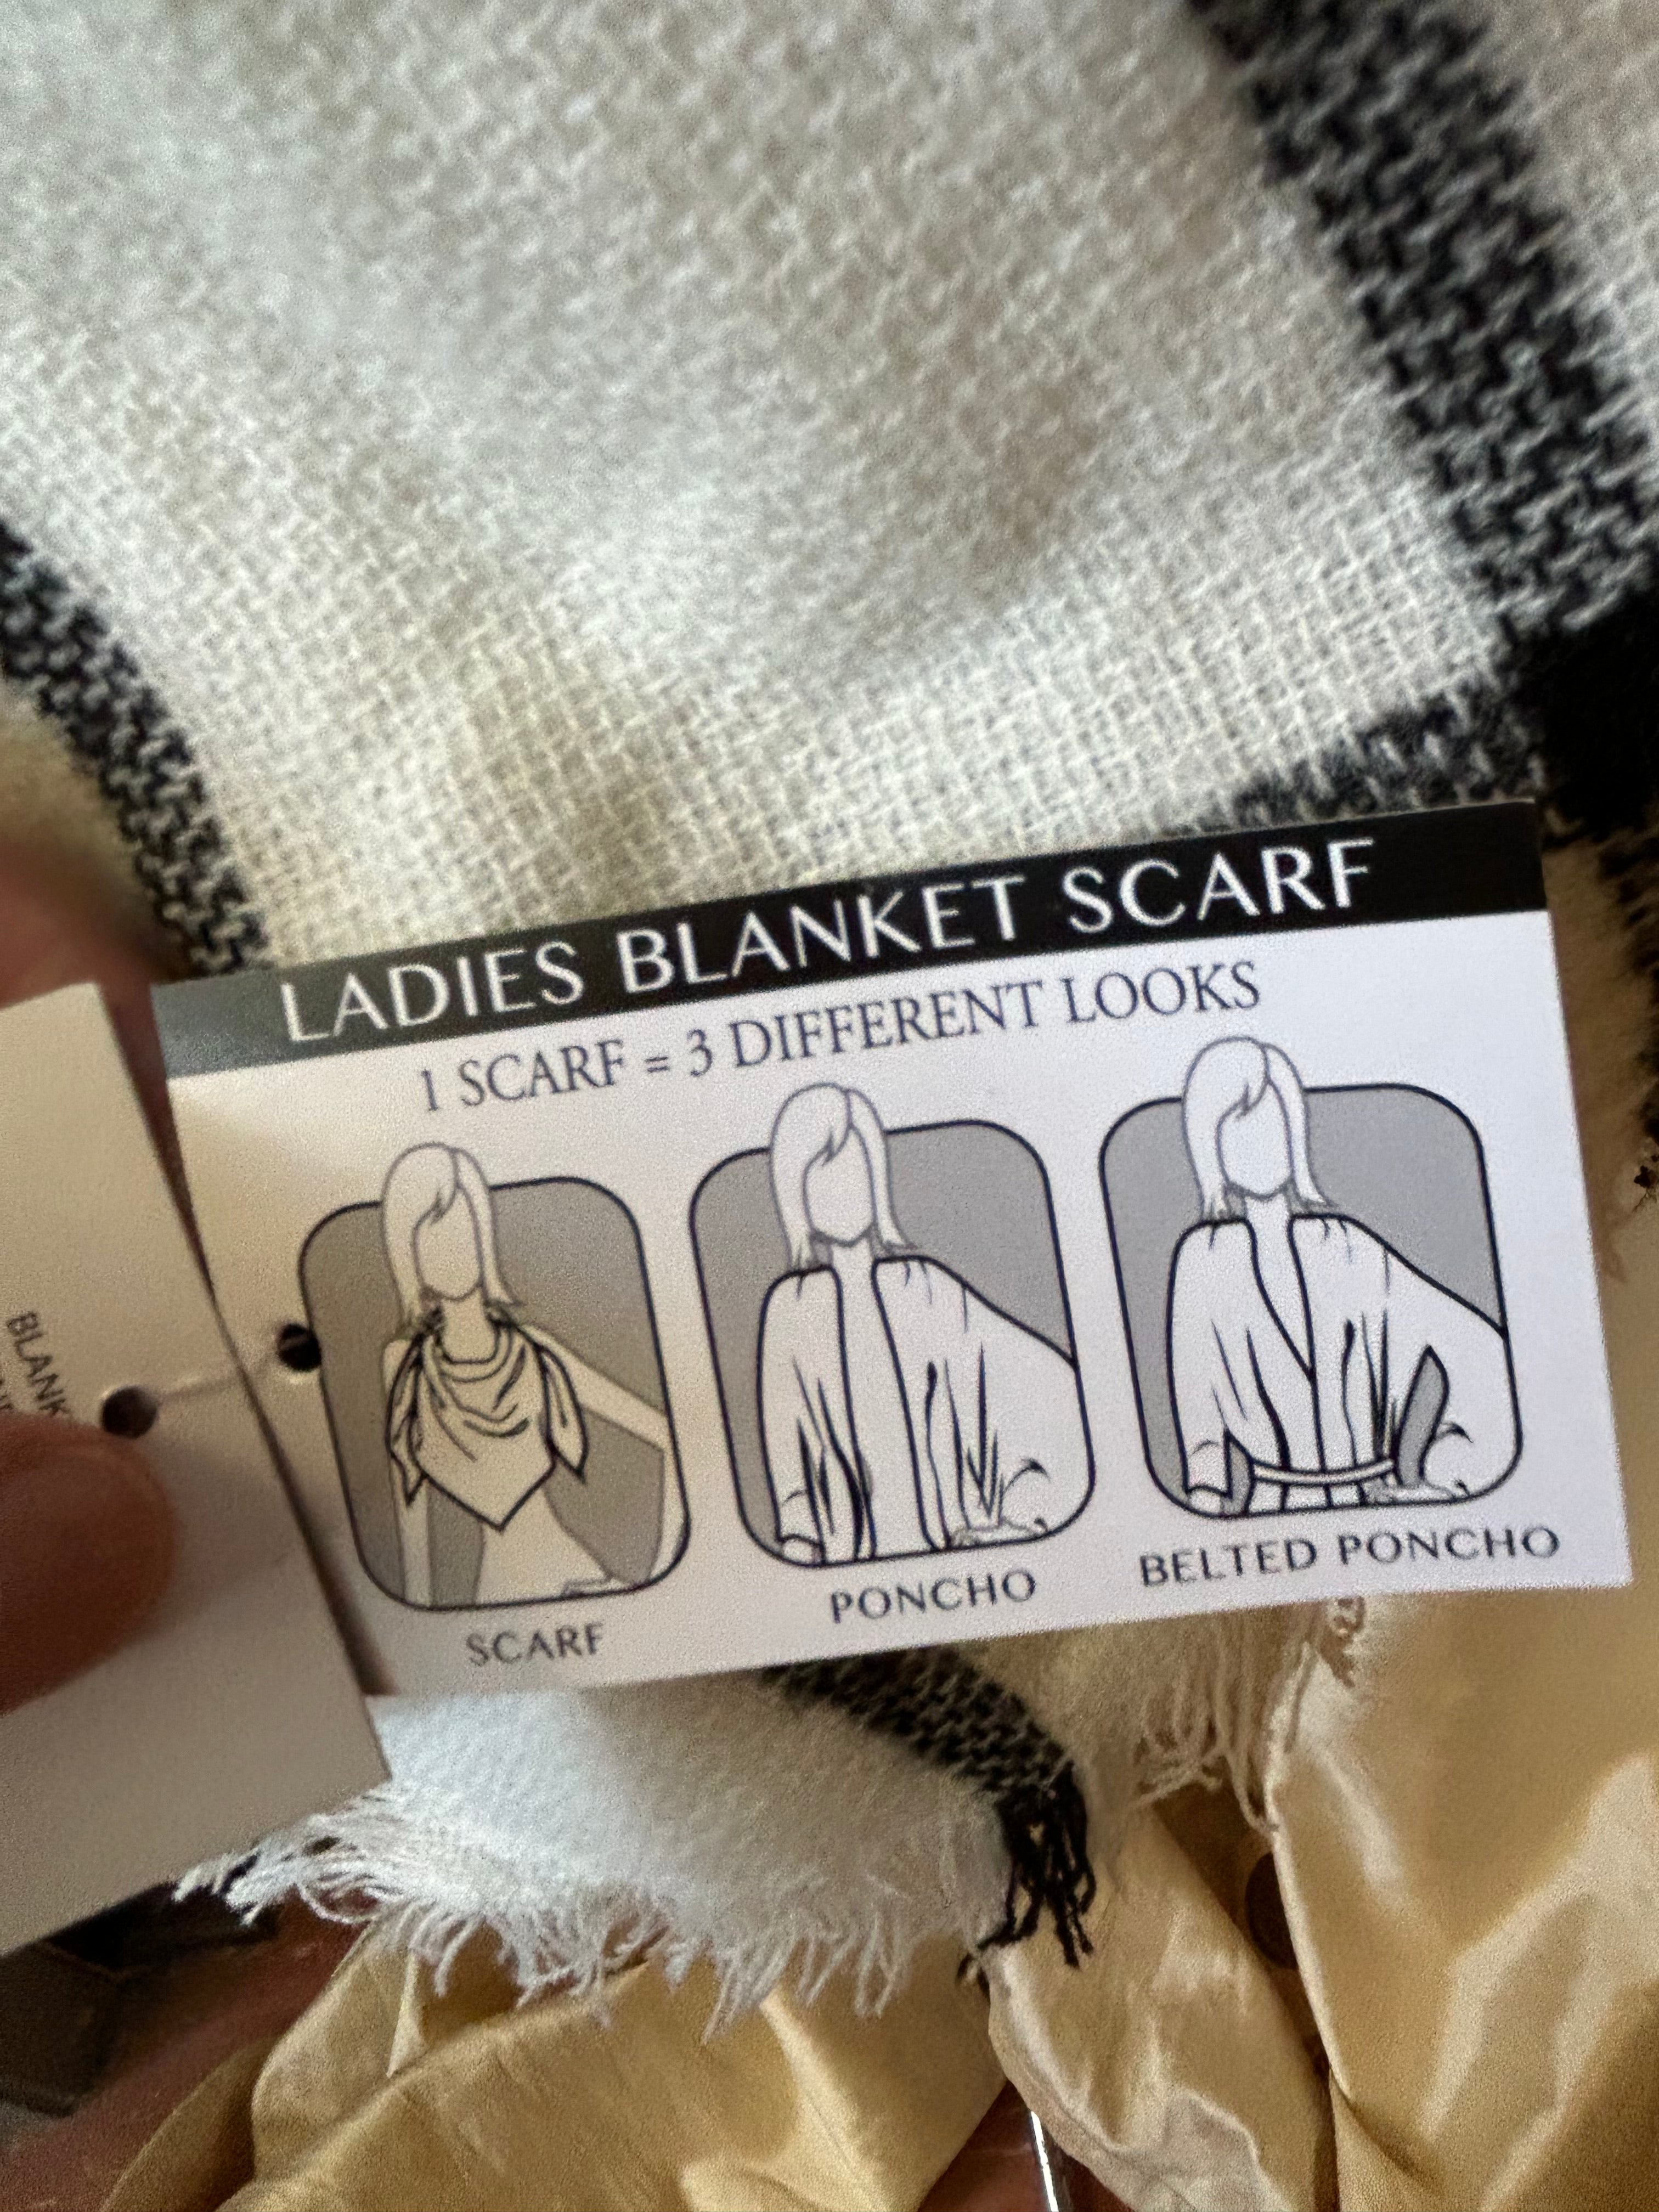 LADIES BLANKET SCARF
1 SCARF = 3 DIFFERENT LOOKS
SCARF
PONCHO
BELTED PONCHO